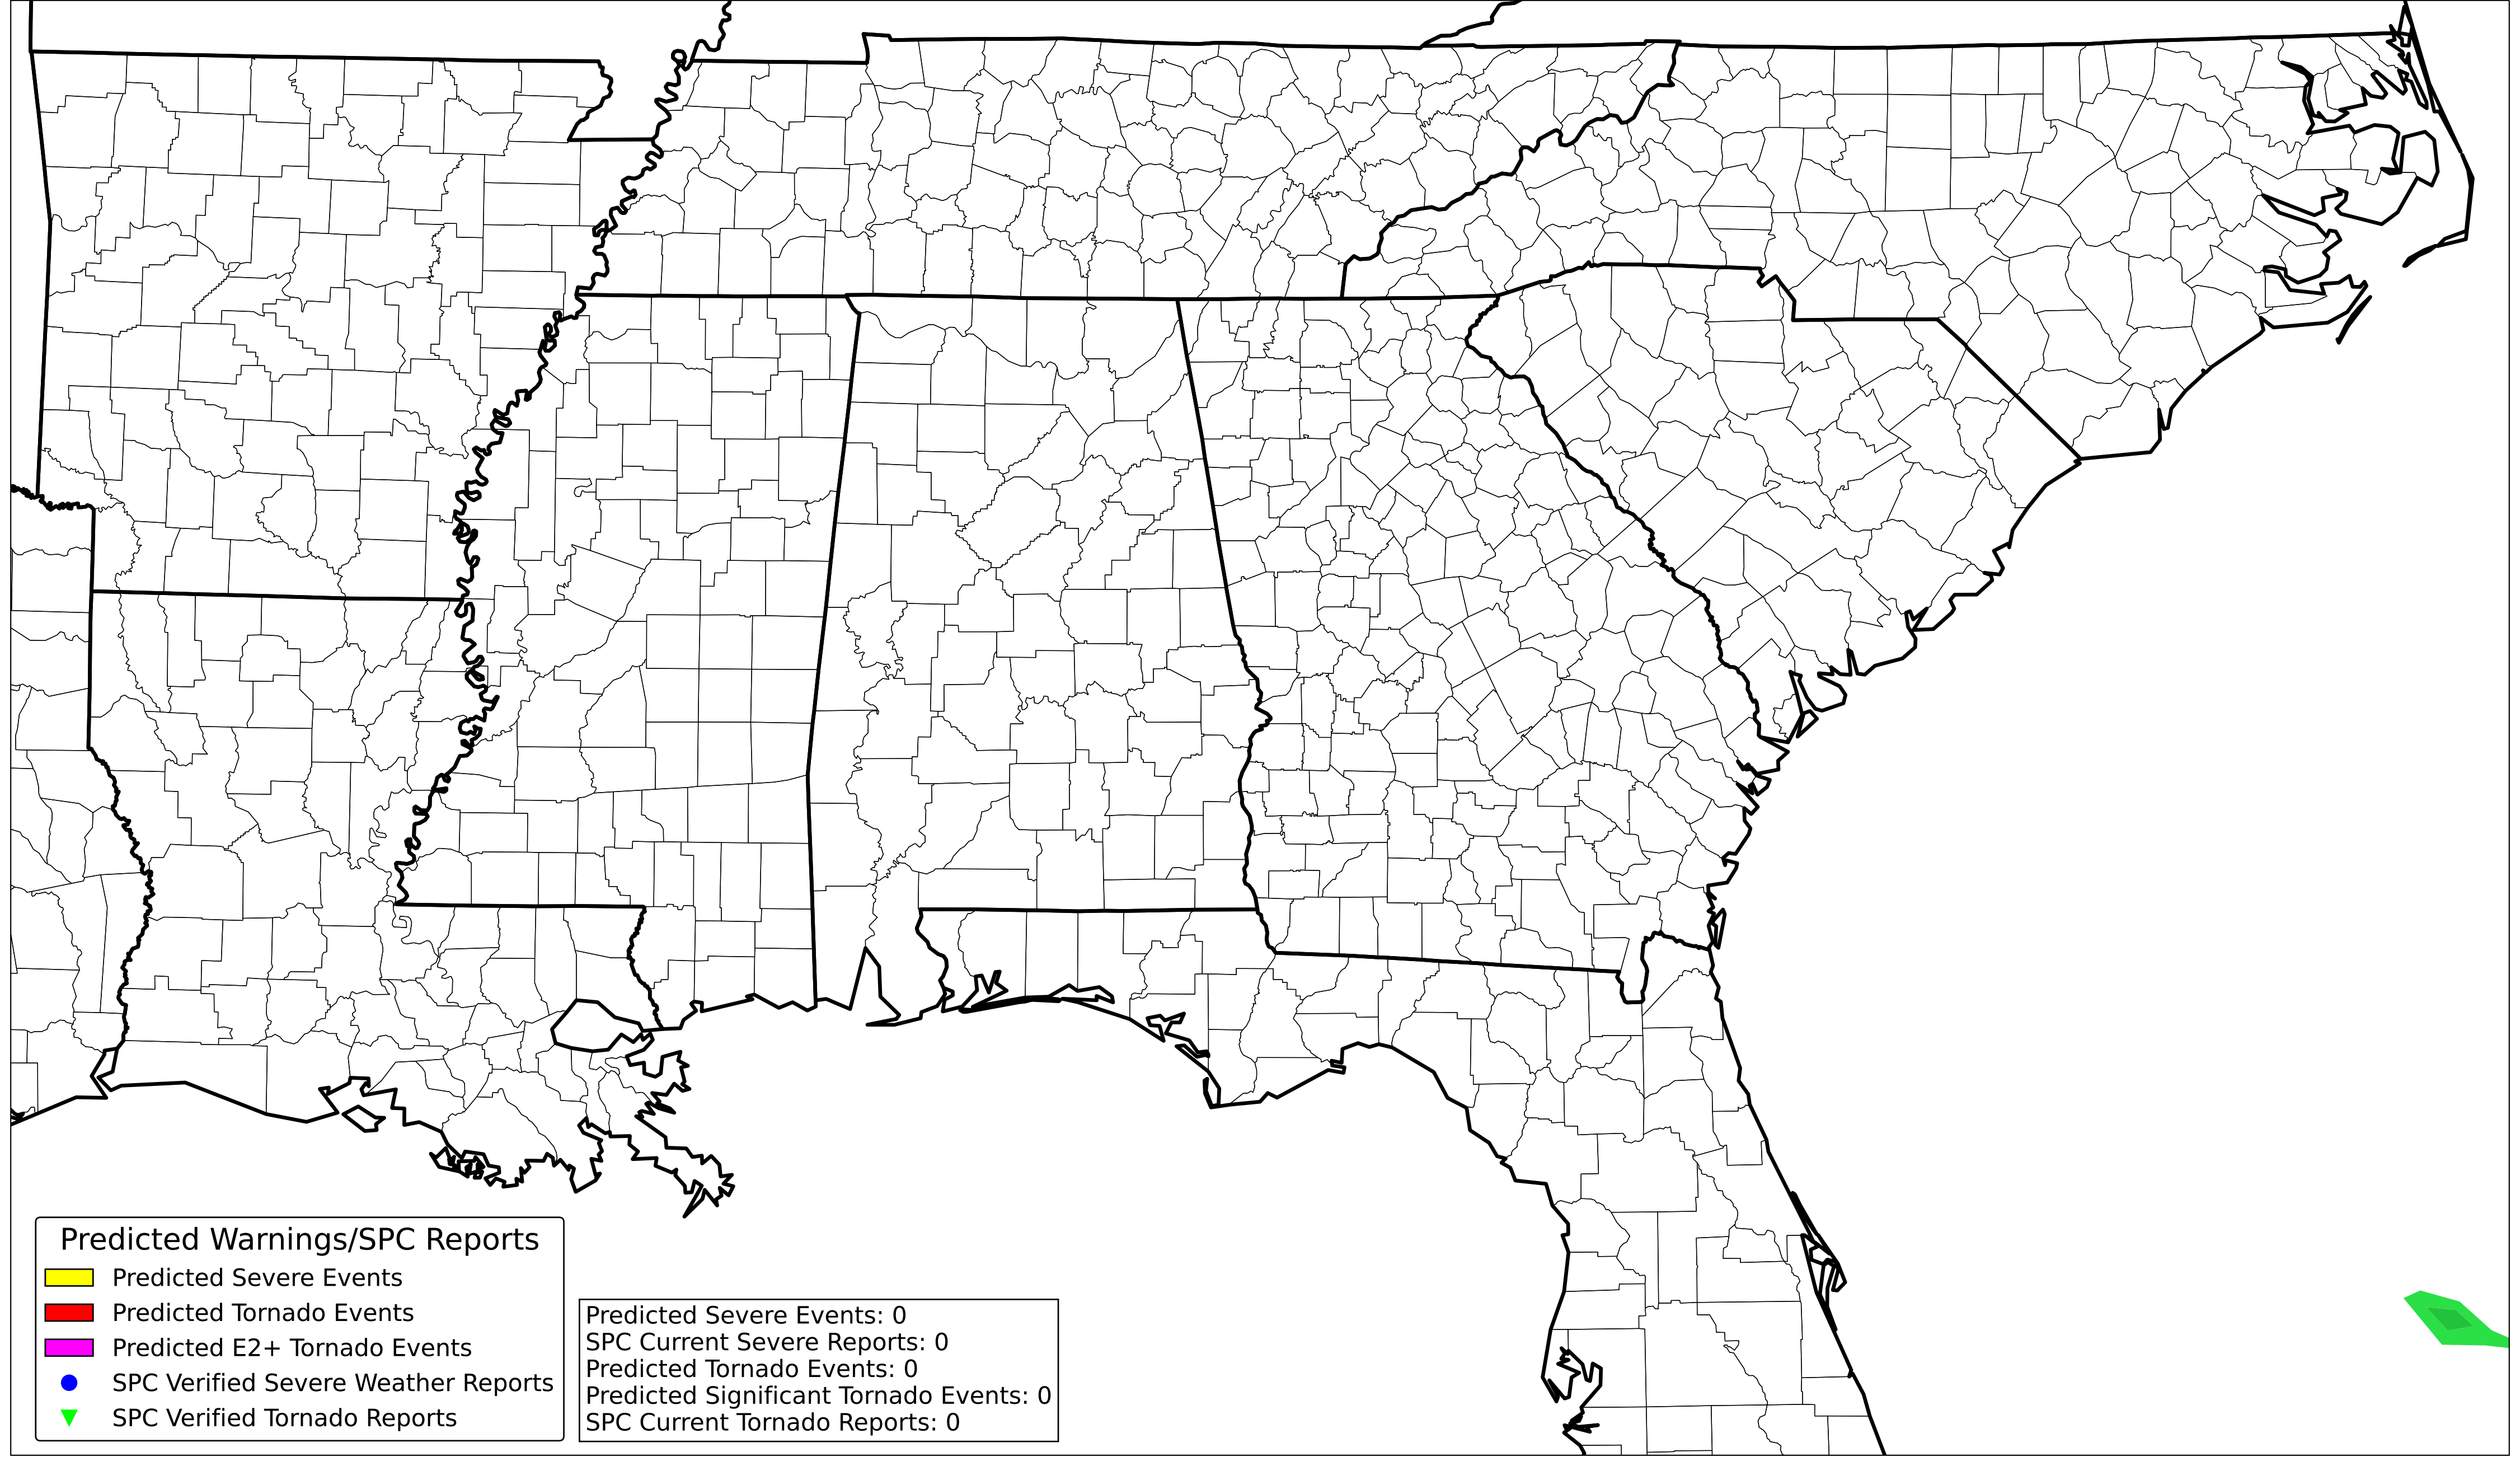 Predicted Warnings/SPC Reports
Predicted Severe Events
Predicted Tornado Events
Predicted E2+ Tornado Events
SPC Verified Severe Weather Reports
SPC Verified Tornado Reports
Predicted Severe Events: 0
SPC Current Severe Reports: 0
Predicted Tornado Events: 0
Predicted Significant Tornado Events: 0
SPC Current Tornado Reports: 0